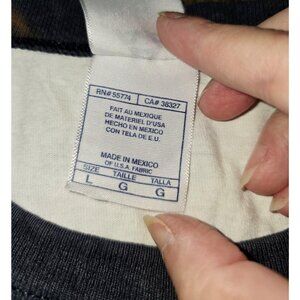 RN# 55774 CA# 38327
FAIT AU MEXIQUE
DE MATERIEL D'USA
HECHO EN MEXICO
CON TELA DE E.U.
MADE IN MEXICO
OF U.S.A. FABRIC
SIZE TAILLE TALLA
L G G